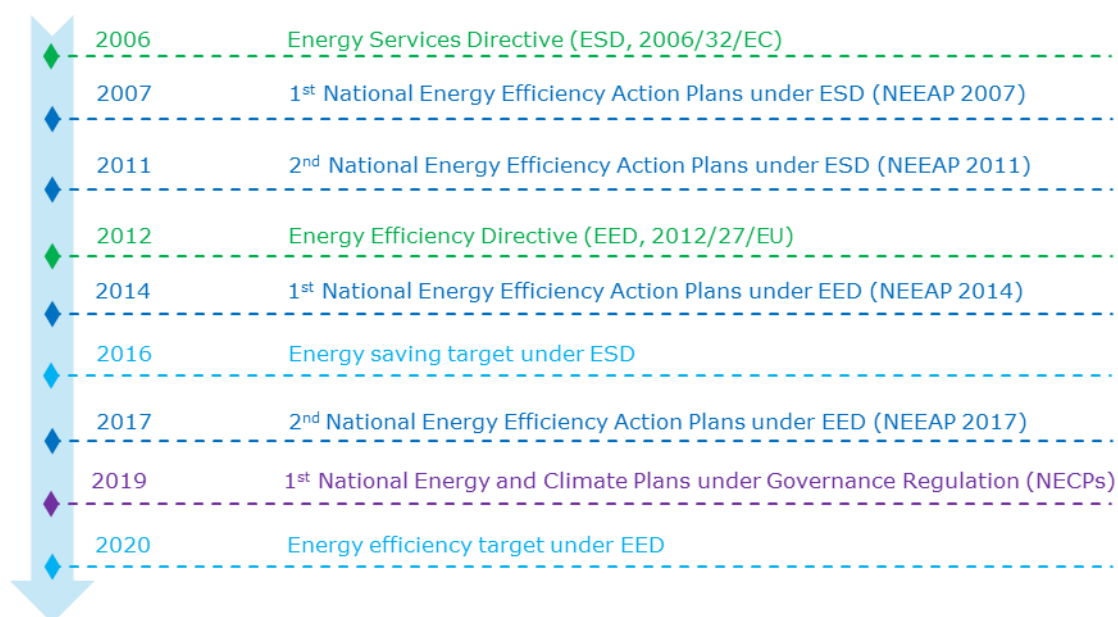 2006 Energy Services Directive (ESD, 2006/32/EC)
2007 1st National Energy Efficiency Action Plans under ESD (NEEAP 2007)
2011 2nd National Energy Efficiency Action Plans under ESD (NEEAP 2011)
2012 Energy Efficiency Directive (EED, 2012/27/EU)
2014 1st National Energy Efficiency Action Plans under EED (NEEAP 2014)
2016 Energy saving target under ESD
2017 2nd National Energy Efficiency Action Plans under EED (NEEAP 2017)
2019 1st National Energy and Climate Plans under Governance Regulation (NECPs)
2020 Energy efficiency target under EED